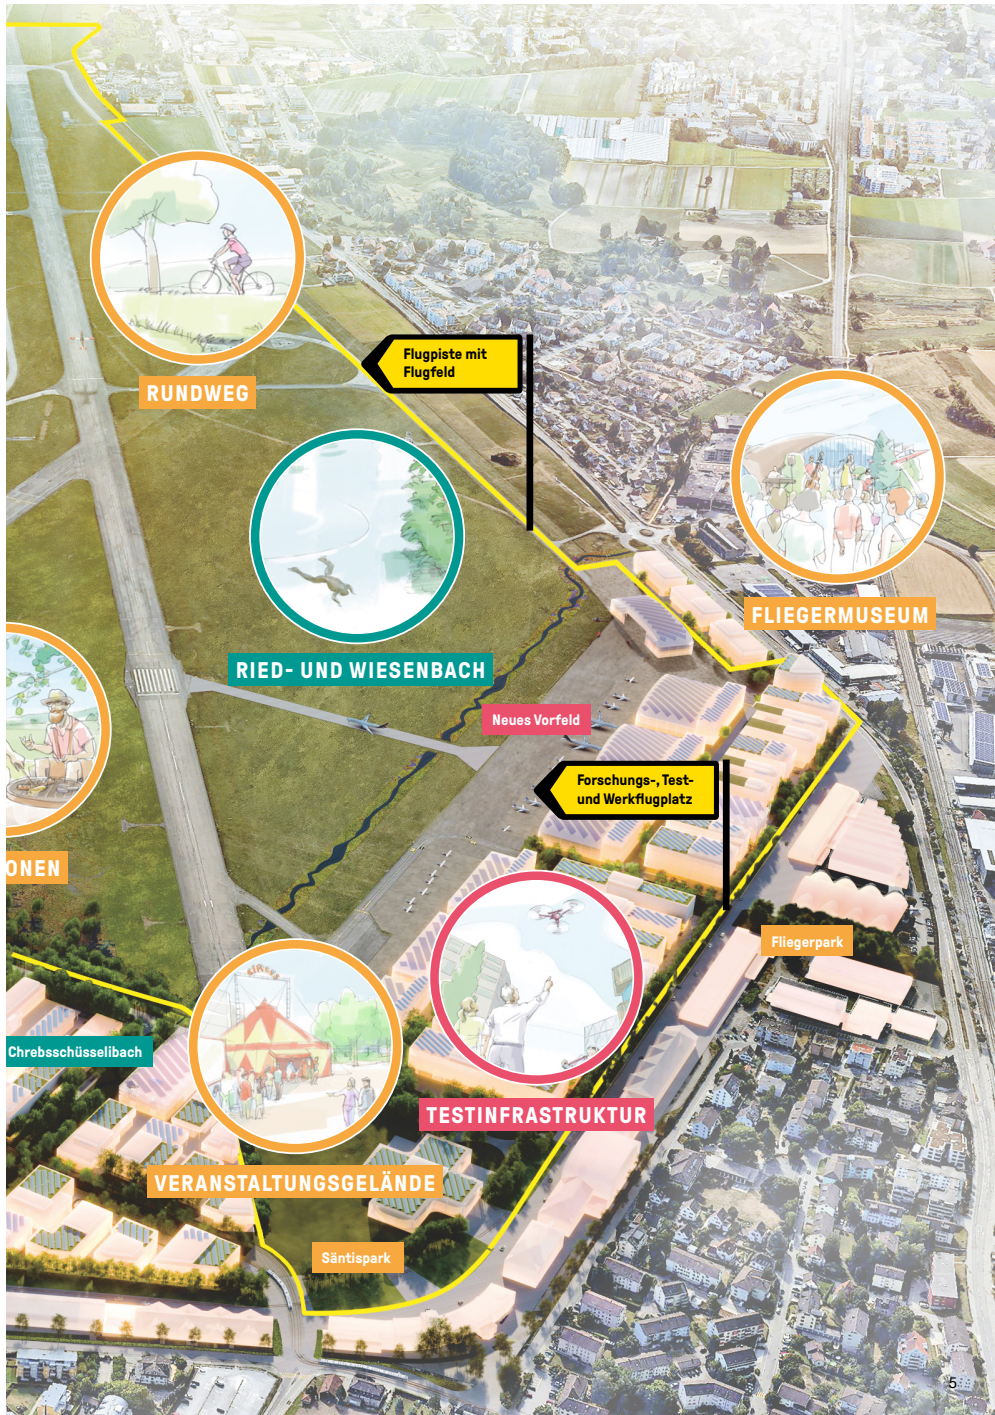 RUNDWEG
Flugpiste mit
Flugfeld
FLIEGERMUSEUM
RIED- UND WIESENBACH
Neues Vorfeld
Forschungs-, Test-
und Werkflugplatz
ONEN
Fliegerpark
CIRCUS
Chrebsschüsselibach
TESTINFRASTRUKTUR
VERANSTALTUNGSGELÄNDE
Säntispark
5